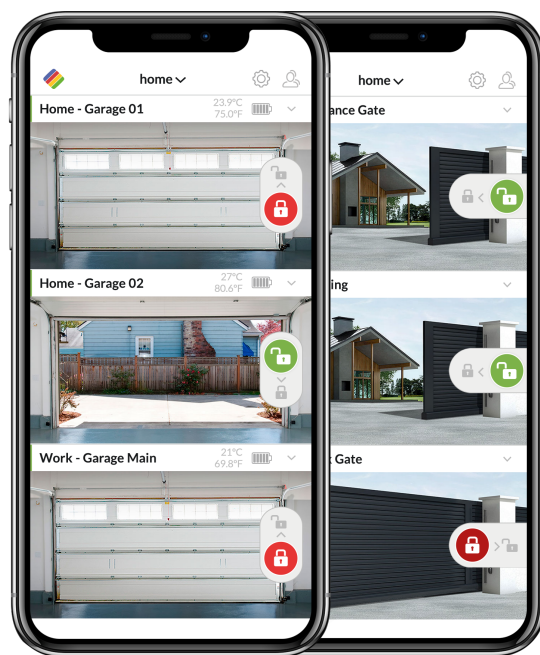 home
Home - Garage 01
23.9°C
75.0°F
Home - Garage 02
27°C
80.6°F
Work - Garage Main
21°C
69.8°F
home
ance Gate
ing
Gate